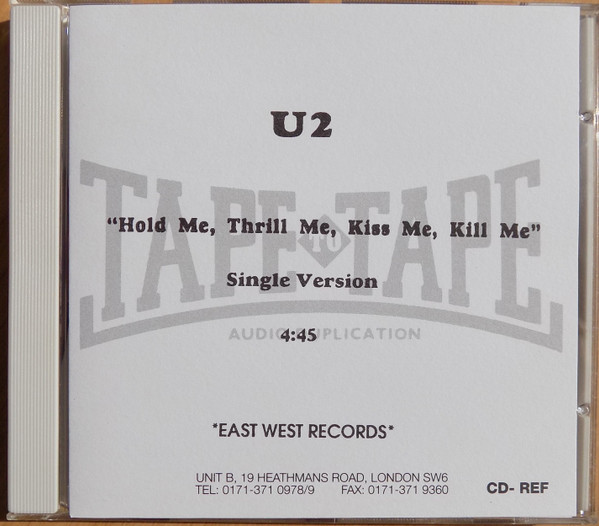 U2
TAPE TO TAPE
"Hold Me, Thrill Me, Kiss Me, Kill Me"
Single Version
AUDIO DUPLICATION
4:45
*EAST WEST RECORDS*
UNIT B, 19 HEATHMANS ROAD, LONDON SW6
TEL: 0171-371 0978/9 FAX: 0171-371 9360
CD- REF